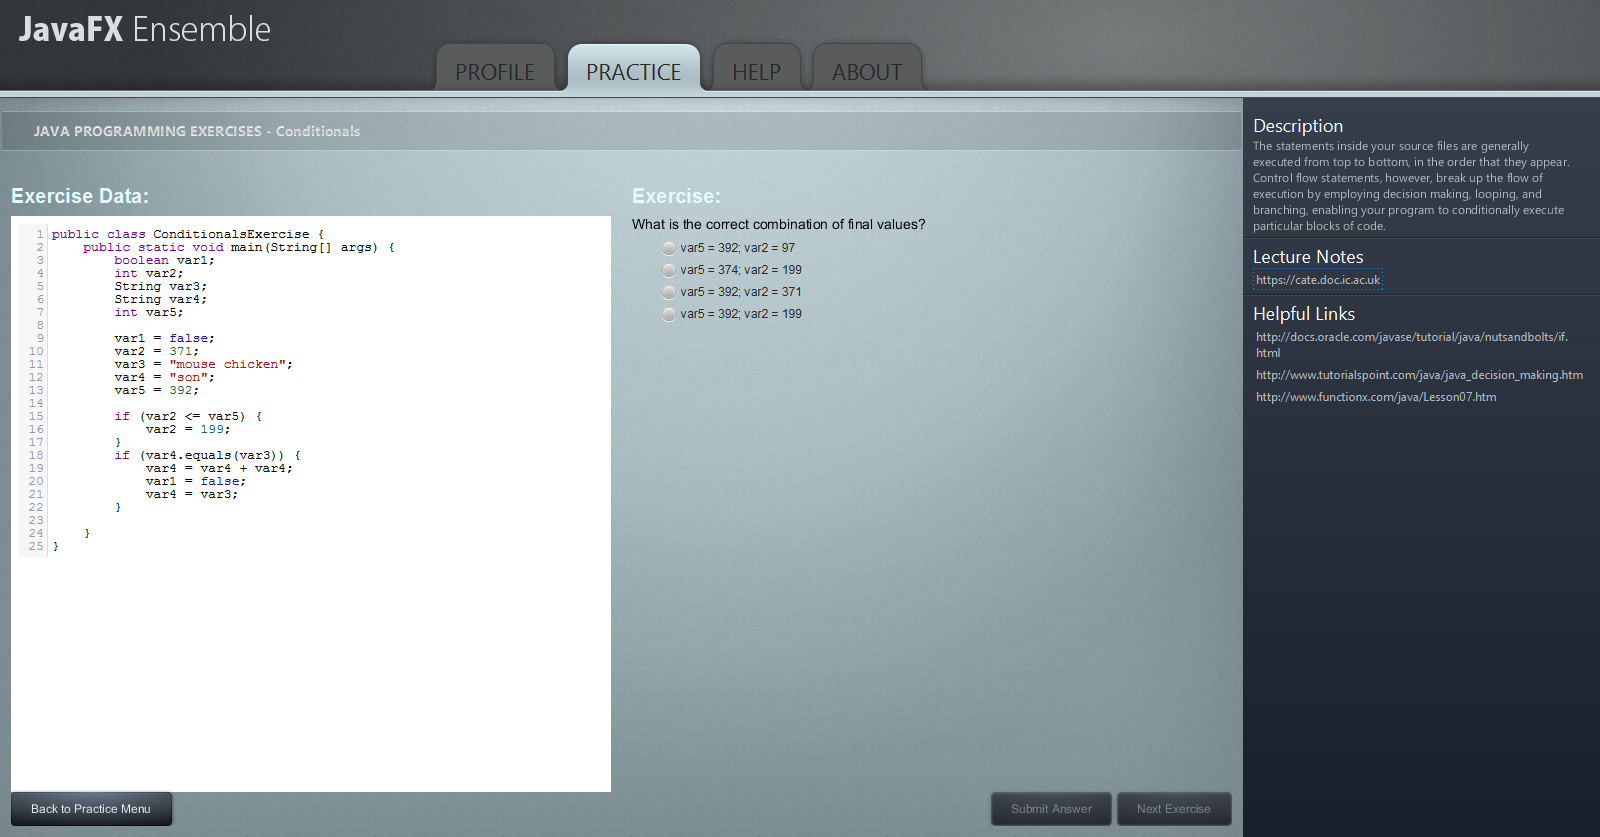 JavaFX Ensemble
PROFILE
PRACTICE
HELP
ABOUT
JAVA PROGRAMMING EXERCISES - Conditionals
Exercise Data:
1 public class ConditionalsExercise {
2     public static void main(String[] args) {
3         boolean var1;
4         int var2;
5         String var3;
6         String var4;
7         int var5;
8
9         var1 = false;
10         var2 = 371;
11         var3 = "mouse chicken";
12         var4 = "son";
13         var5 = 392;
14
15         if (var2 <= var5) {
16             var2 = 199;
17         }
18         if (var4.equals(var3)) {
19             var4 = var4 + var4;
20             var1 = false;
21             var4 = var3;
22         }
23
24     }
25 }
Back to Practice Menu
Exercise:
What is the correct combination of final values?
var5 = 392; var2 = 97
var5 = 374; var2 = 199
var5 = 392; var2 = 371
var5 = 392; var2 = 199
Submit Answer
Next Exercise
Description
The statements inside your source files are generally
executed from top to bottom, in the order that they appear.
Control flow statements, however, break up the flow of
execution by employing decision making, looping, and
branching, enabling your program to conditionally execute
particular blocks of code.
Lecture Notes
https://cate.doc.ic.ac.uk
Helpful Links
http://docs.oracle.com/javase/tutorial/java/nutsandbolts/if.
html
http://www.tutorialspoint.com/java/java_decision_making.htm
http://www.functionx.com/java/Lesson07.htm